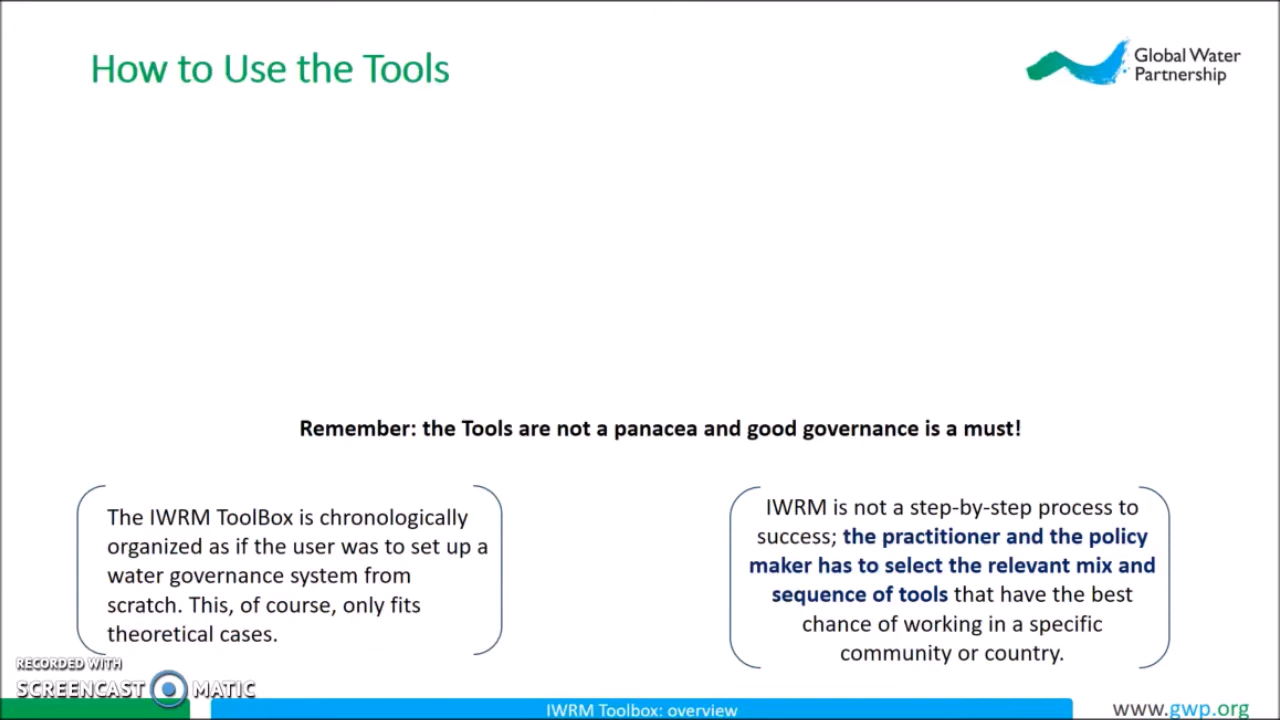 How to Use the Tools
Global Water
Partnership
Remember: the Tools are not a panacea and good governance is a must!
The IWRM ToolBox is chronologically
organized as if the user was to set up a
water governance system from
scratch. This, of course, only fits
theoretical cases.
IWRM is not a step-by-step process to
success; the practitioner and the policy
maker has to select the relevant mix and
sequence of tools that have the best
chance of working in a specific
community or country.
RECORDED WITH
SCREENCAST MATIC
IWRM Toolbox: overview
www.gwp.org